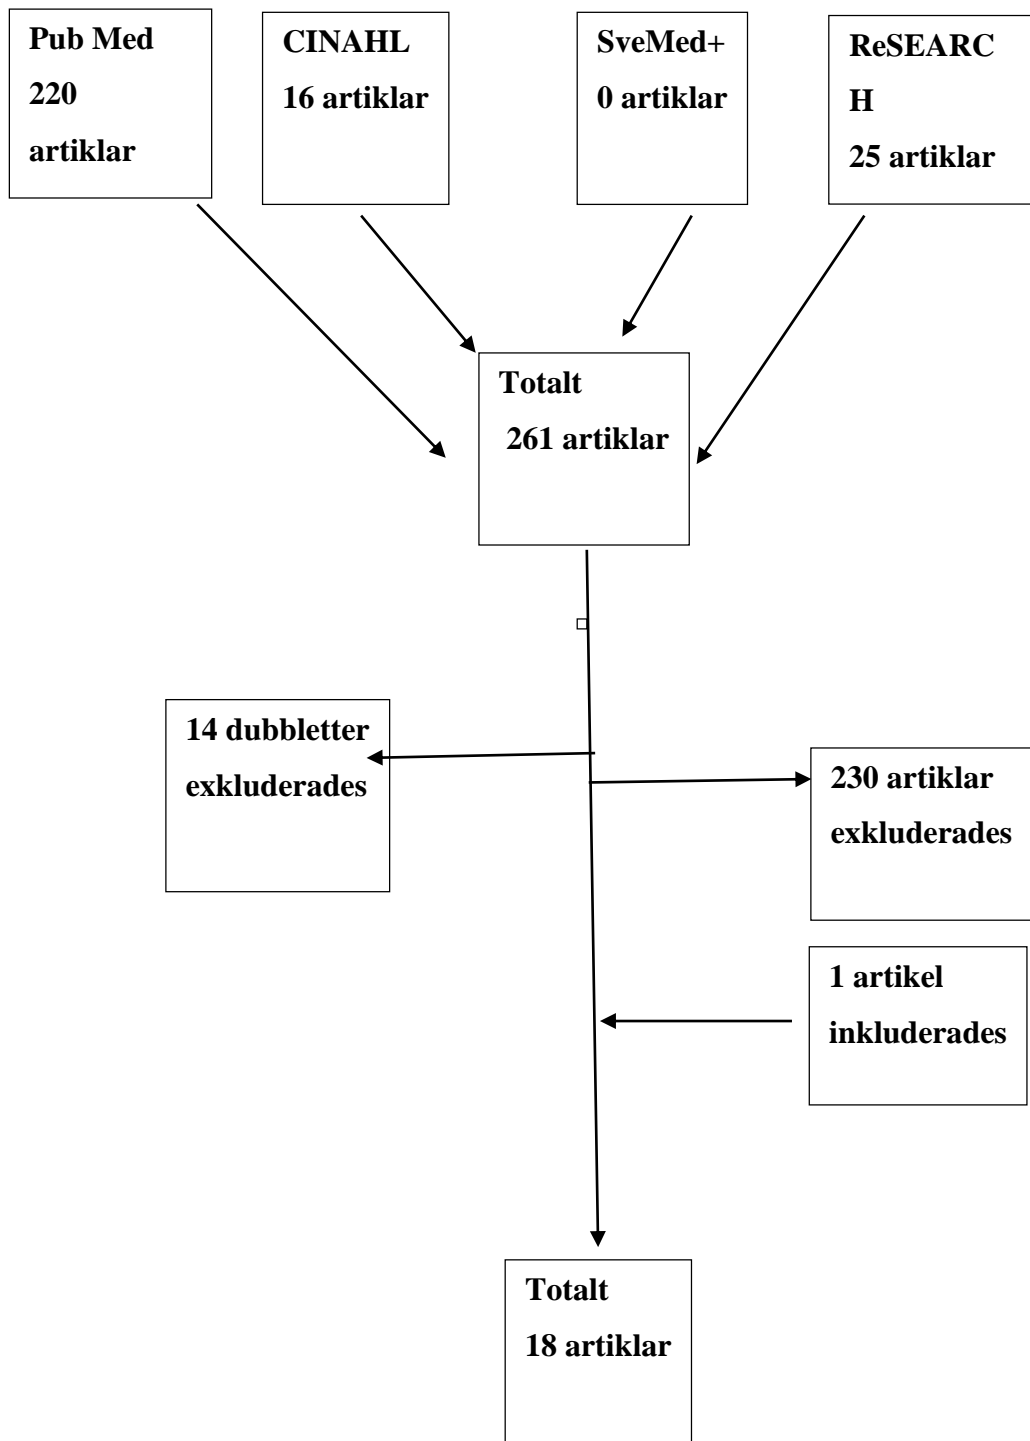 Pub Med
220
artiklar
CINAHL
16 artiklar
SveMed+
0 artiklar
ReSEARC
H
25 artiklar
Totalt
261 artiklar
14 dubbletter
exkluderades
230 artiklar
exkluderades
1 artikel
inkluderades
Totalt
18 artiklar